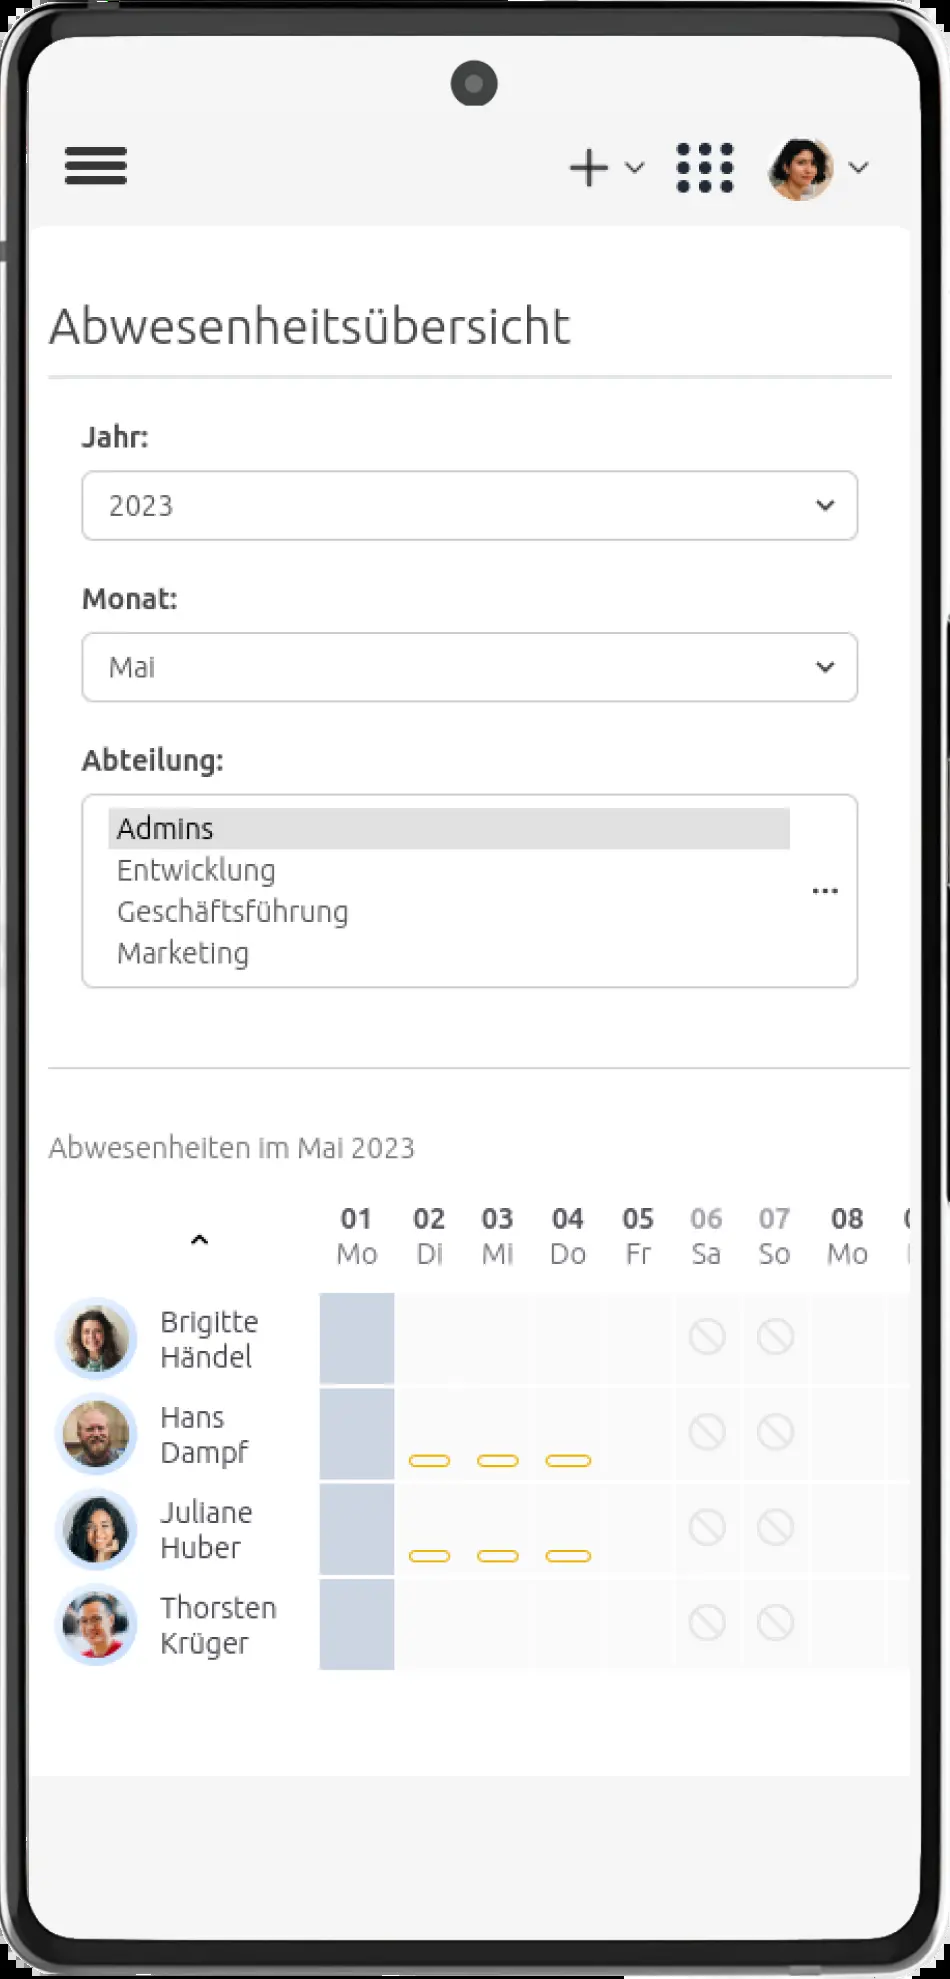 Abwesenheitsübersicht
Jahr:
2023
Monat:
Mai
Abteilung:
Admins
Entwicklung
Geschäftsführung
Marketing
Abwesenheiten im Mai 2023
01 02 03 04 05 06 07 08
Mo Di Mi Do Fr Sa So Mo
Brigitte
Händel
Hans
Dampf
Juliane
Huber
Thorsten
Krüger